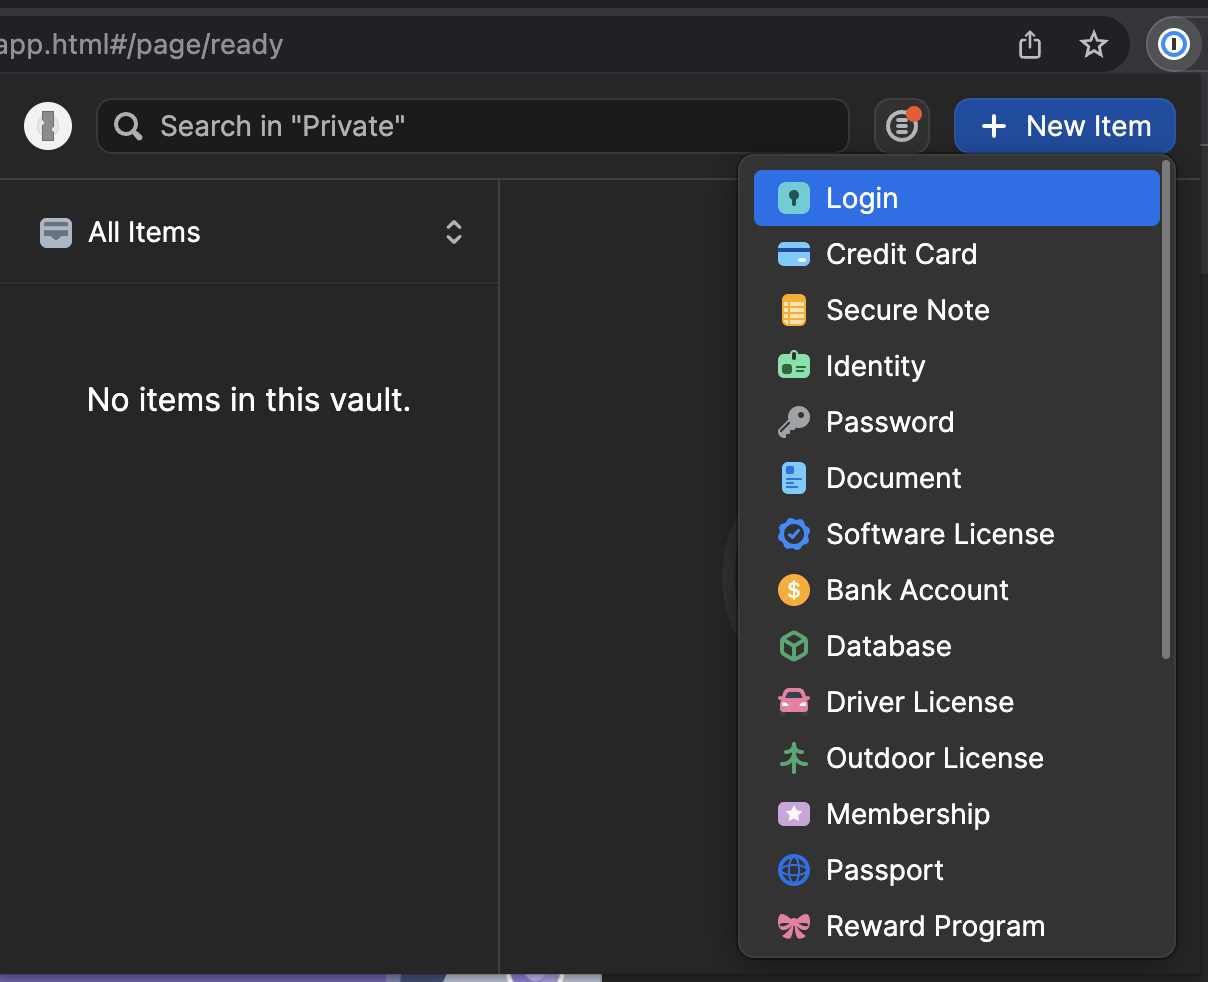 app.html#/page/ready
Search in "Private"
New Item
All Items
No items in this vault.
Login
Credit Card
Secure Note
Identity
Password
Document
Software License
Bank Account
Database
Driver License
Outdoor License
Membership
Passport
Reward Program